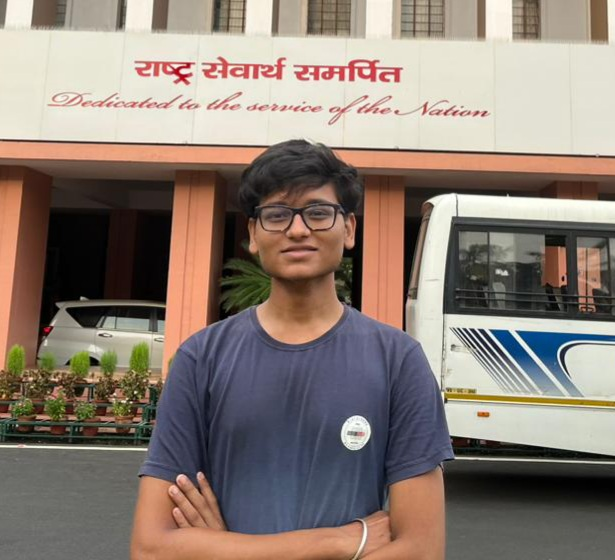 राष्ट्र सेवार्थ समर्पित
Dedicated to the service of the Nation